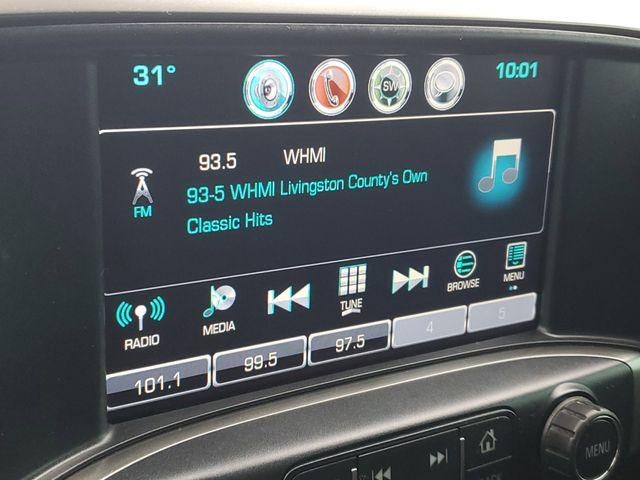 31°
SW
10:01
93.5 WHMI
FM
93-5 WHMI Livingston County's Own
Classic Hits
RADIO
MEDIA
TUNE
BROWSE
MENU
101.1
99.5
97.5
4
5
MENU